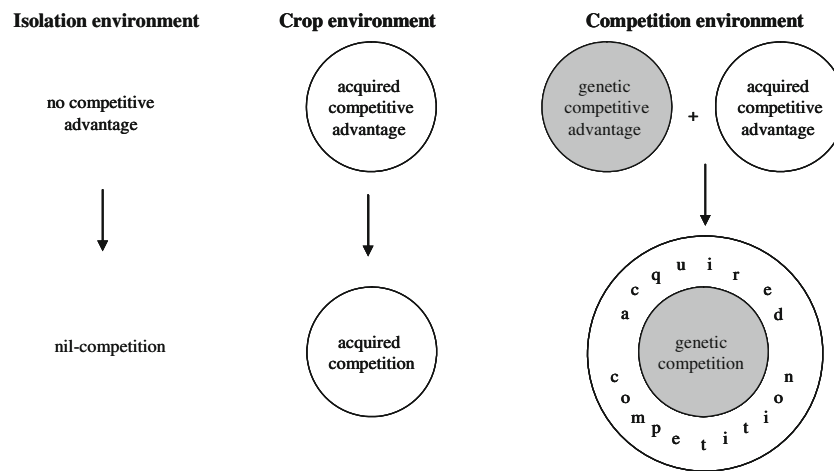 Isolation environment
Crop environment
Competition environment
no competitive
advantage
acquired
competitive
advantage
genetic
competitive
advantage
+
acquired
competitive
advantage
nil-competition
acquired
competition
acquired
genetic
competition
competition